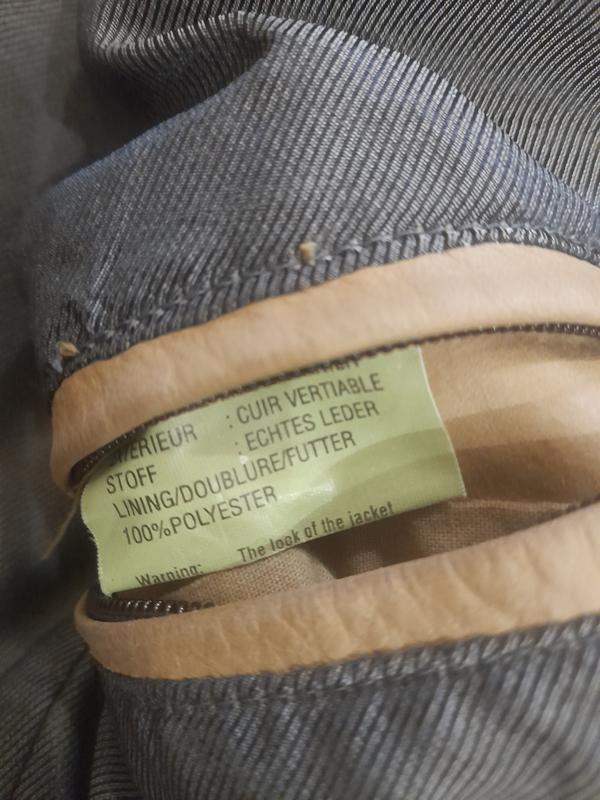 : CUIR VERTIABLE
STOFF : ECHTES LEDER
LINING/DOUBLURE/FUTTER
100%POLYESTER
Warning: The look of the jacket